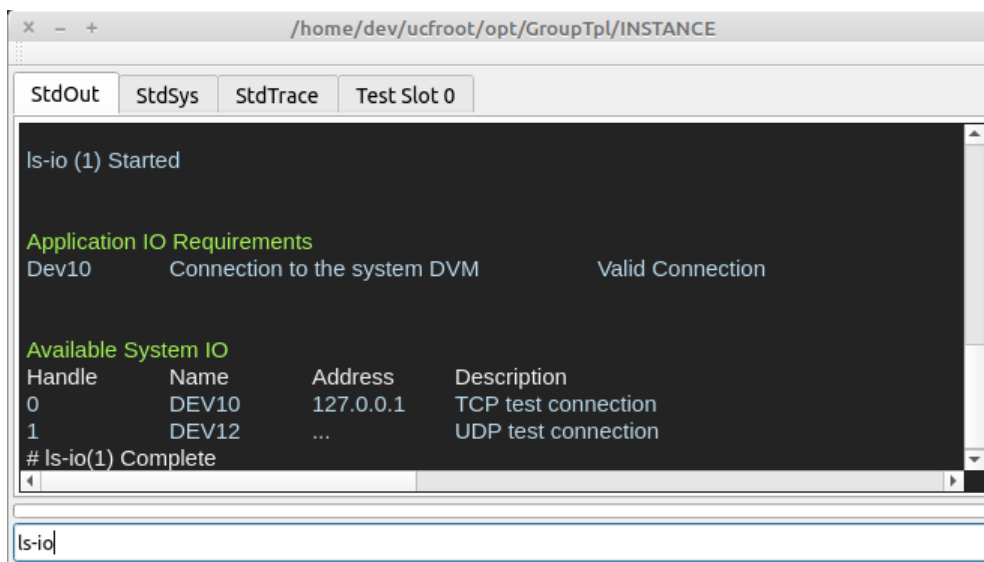 /home/dev/ucfroot/opt/GroupTpl/INSTANCE
StdOut StdSys StdTrace Test Slot 0
ls-io (1) Started
Application IO Requirements
Dev10 Connection to the system DVM Valid Connection
Available System IO
Handle Name Address Description
0 DEV10 127.0.0.1 TCP test connection
1 DEV12 ... UDP test connection
# ls-io(1) Complete
ls-io